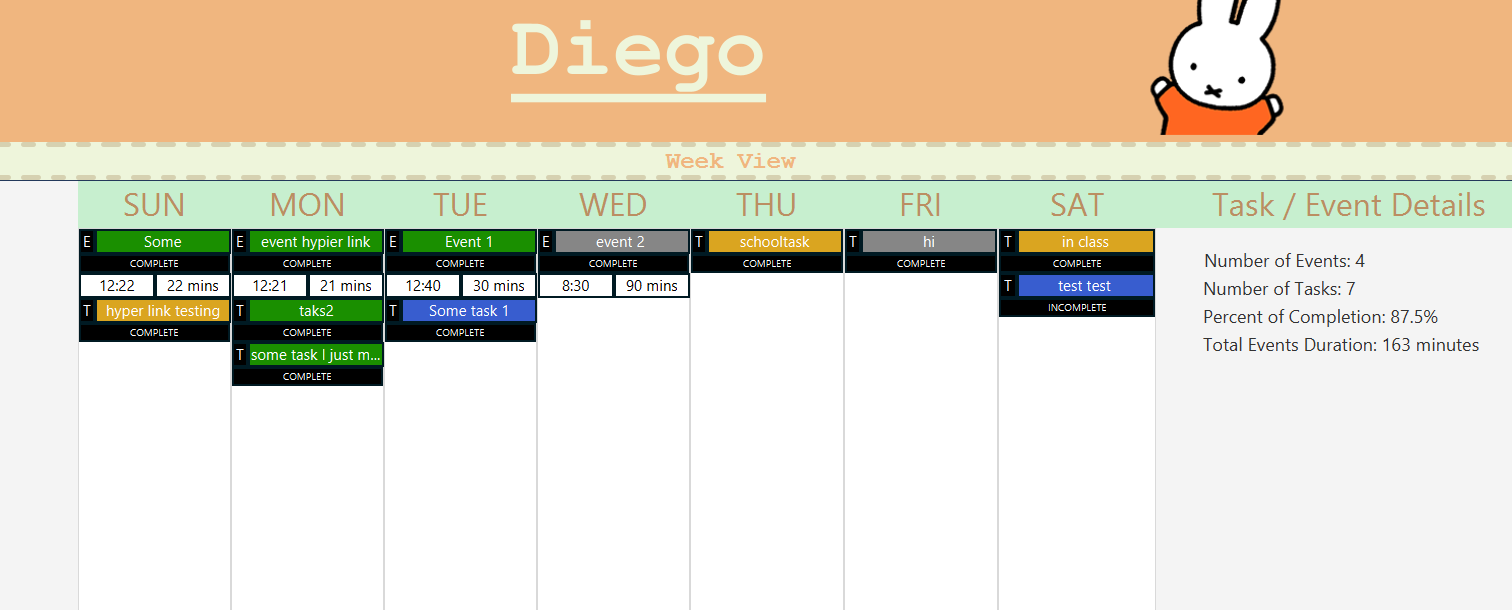 Diego
Week View
SUN MON TUE WED THU FRI SAT Task / Event Details
E Some E event hypier link E Event 1 E event 2 T schooltask T hi T in class
COMPLETE COMPLETE COMPLETE COMPLETE COMPLETE COMPLETE COMPLETE
12:22 22 mins 12:21 21 mins 12:40 30 mins 8:30 90 mins T test test
T hyper link testing T taks2 T Some task 1 INCOMPLETE
COMPLETE COMPLETE COMPLETE
T some task I just m...
COMPLETE
Number of Events: 4
Number of Tasks: 7
Percent of Completion: 87.5%
Total Events Duration: 163 minutes